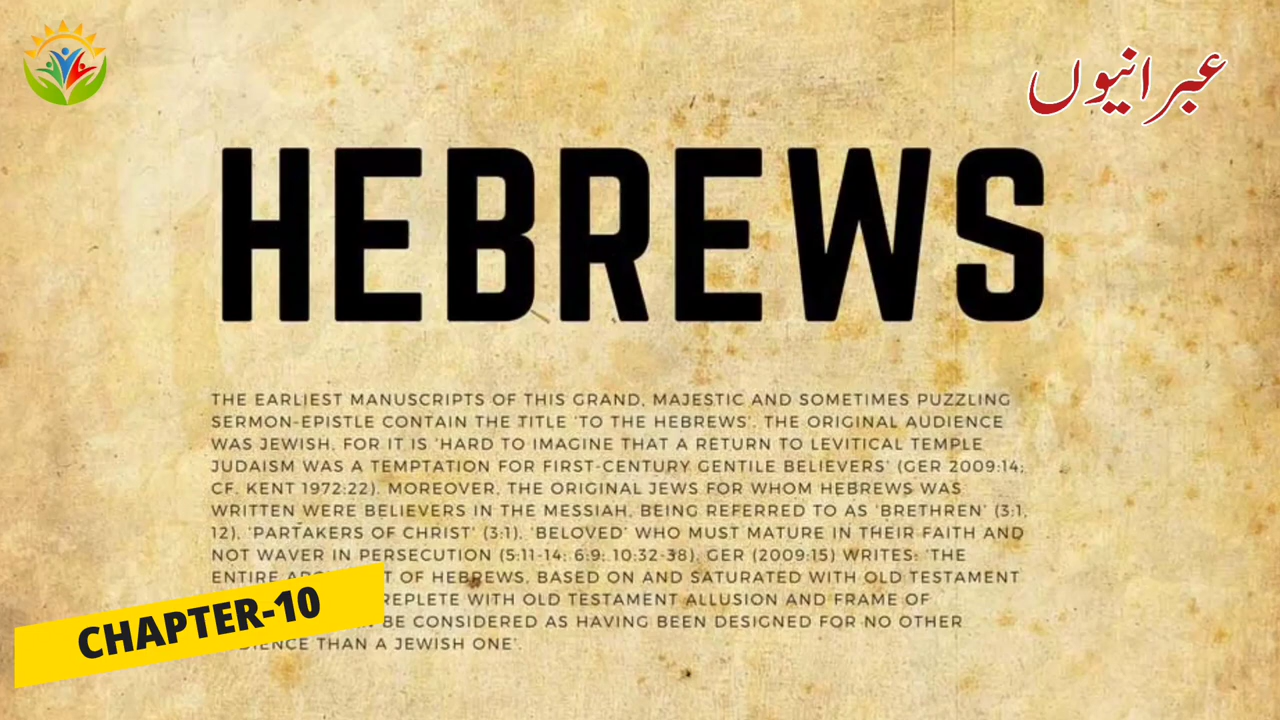 عبرانیوں
HEBREWS
THE EARLIEST MANUSCRIPTS OF THIS GRAND, MAJESTIC AND SOMETIMES PUZZLING
SERMON-EPISTLE CONTAIN THE TITLE 'TO THE HEBREWS'. THE ORIGINAL AUDIENCE
WAS JEWISH, FOR IT IS 'HARD TO IMAGINE THAT A RETURN TO LEVITICAL TEMPLE
JUDAISM WAS A TEMPTATION FOR FIRST-CENTURY GENTILE BELIEVERS' (GER 2009:14;
CF. KENT 1972:22). MOREOVER, THE ORIGINAL JEWS FOR WHOM HEBREWS WAS
WRITTEN WERE BELIEVERS IN THE MESSIAH, BEING REFERRED TO AS 'BRETHREN' (3:1,
12), 'PARTAKERS OF CHRIST' (3:1), 'BELOVED' WHO MUST MATURE IN THEIR FAITH AND
NOT WAVER IN PERSECUTION (5:11-14; 6:9; 10:32-38). GER (2009:15) WRITES: 'THE
ENTIRE OF HEBREWS, BASED ON AND SATURATED WITH OLD TESTAMENT
REPLETE WITH OLD TESTAMENT ALLUSION AND FRAME OF
BE CONSIDERED AS HAVING BEEN DESIGNED FOR NO OTHER
THAN A JEWISH ONE'.
CHAPTER-10